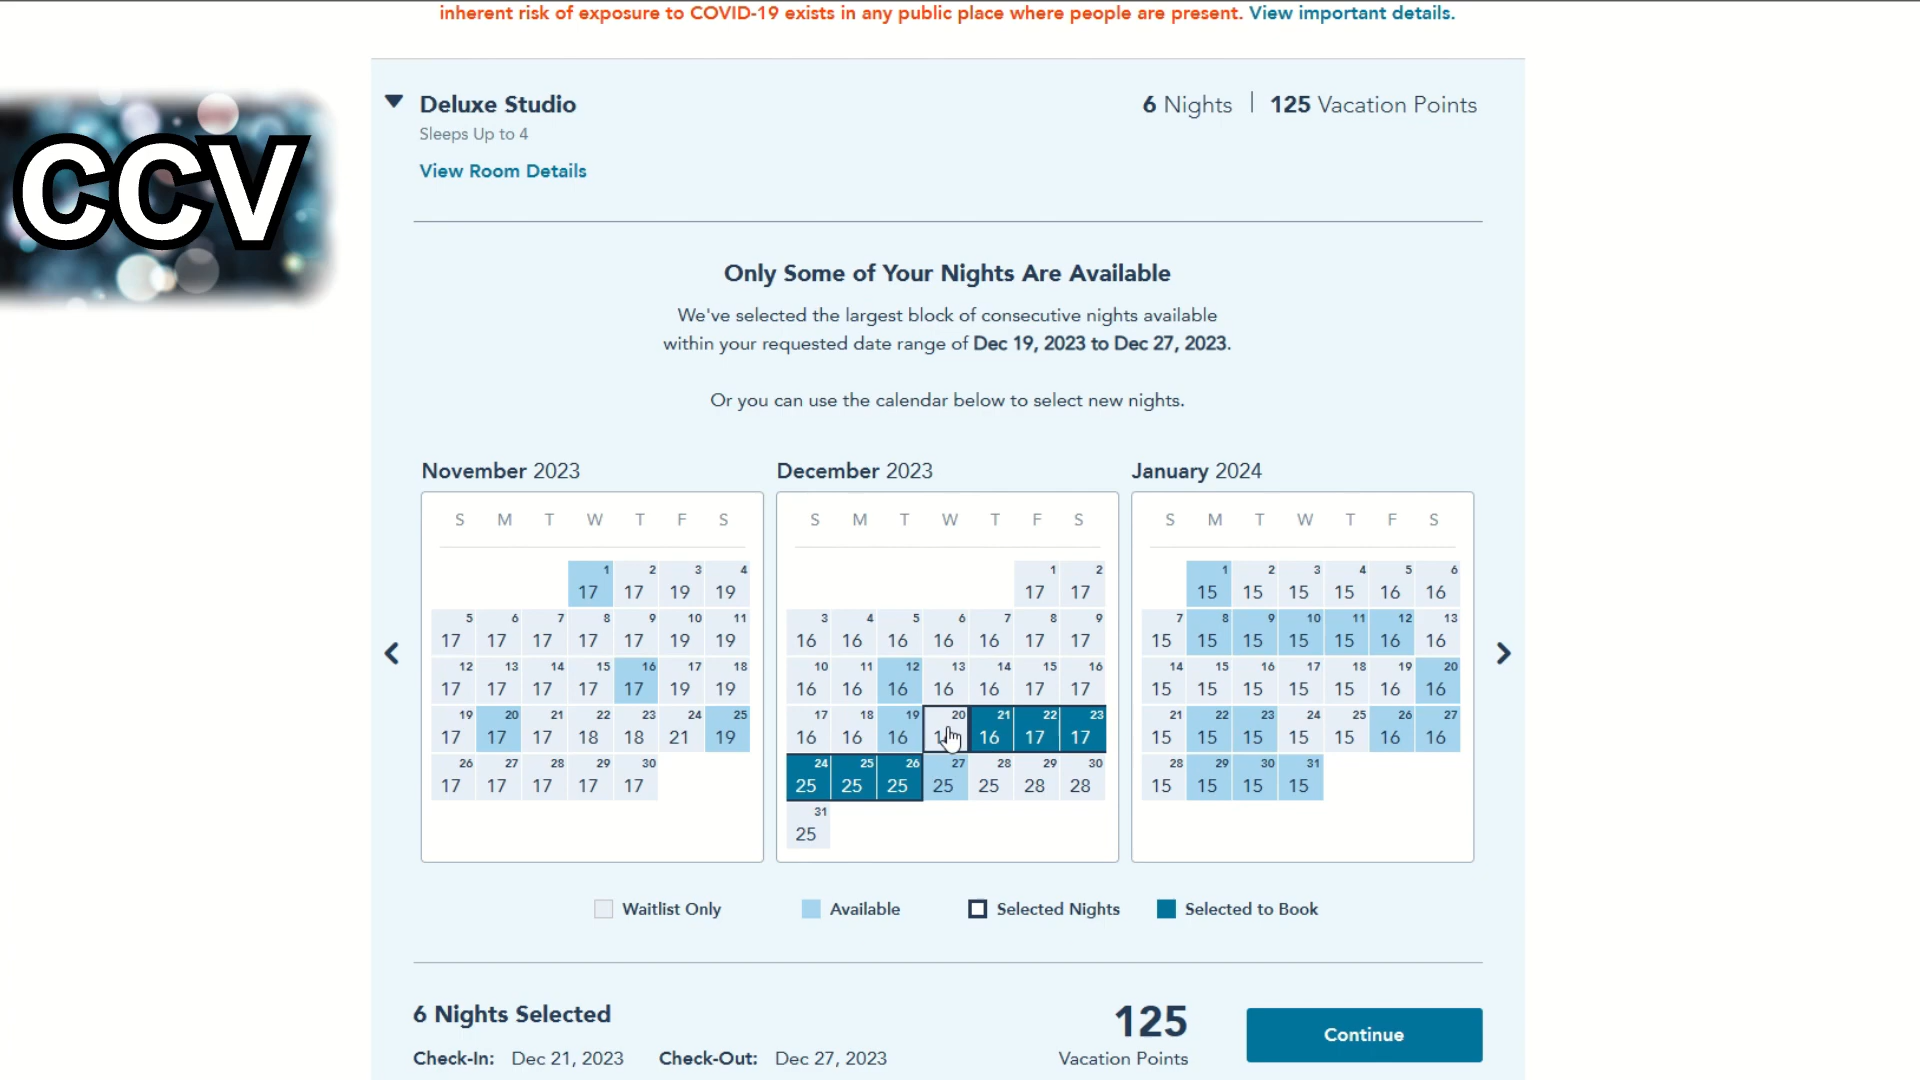 inherent risk of exposure to COVID-19 exists in any public place where people are present. View important details.
CCV
Deluxe Studio
6 Nights | 125 Vacation Points
Sleeps Up to 4
View Room Details
Only Some of Your Nights Are Available
We've selected the largest block of consecutive nights available
within your requested date range of Dec 19, 2023 to Dec 27, 2023.
Or you can use the calendar below to select new nights.
November 2023
S M T W T F S
1 2 3 4
17 17 19 19
5 6 7 8 9 10 11
17 17 17 17 17 19 19
12 13 14 15 16 17 18
17 17 17 17 17 19 19
19 20 21 22 23 24 25
17 17 17 18 18 21 19
26 27 28 29 30
17 17 17 17 17
December 2023
S M T W T F S
1 2
17 17
3 4 5 6 7 8 9
16 16 16 16 16 17 17
10 11 12 13 14 15 16
16 16 16 16 16 17 17
17 18 19 20 21 22 23
16 16 16 16 17 17
24 25 26 27 28 29 30
25 25 25 25 25 28 28
31
25
January 2024
S M T W T F S
1 2 3 4 5 6
15 15 15 15 16 16
7 8 9 10 11 12 13
15 15 15 15 15 16 16
14 15 16 17 18 19 20
15 15 15 15 15 16 16
21 22 23 24 25 26 27
15 15 15 15 15 16 16
28 29 30 31
15 15 15 15
Waitlist Only Available Selected Nights Selected to Book
6 Nights Selected
125
Continue
Check-In: Dec 21, 2023 Check-Out: Dec 27, 2023
Vacation Points